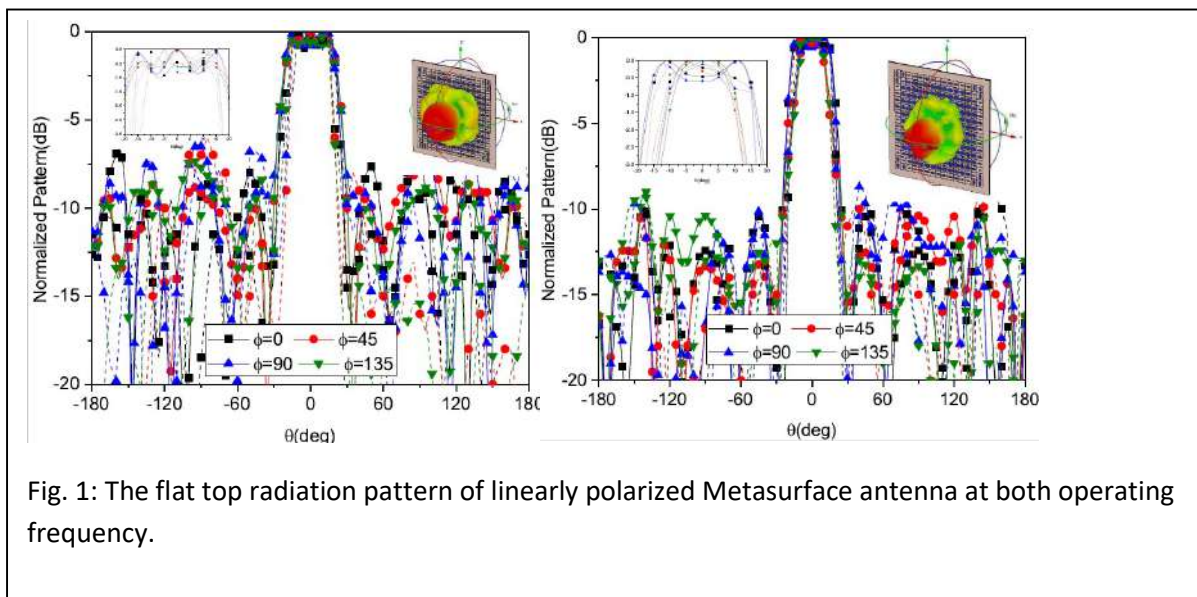 0
-5
-10
-15
-20
-180
-120
-60
0
60
120
180
Normalized Pattern(dB)
θ(deg)
ϕ=0
ϕ=45
ϕ=90
ϕ=135
0
-5
-10
-15
-20
-180
-120
-60
0
60
120
180
Normalized Pattern(dB)
θ(deg)
ϕ=0
ϕ=45
ϕ=90
ϕ=135
Fig. 1: The flat top radiation pattern of linearly polarized Metasurface antenna at both operating
frequency.